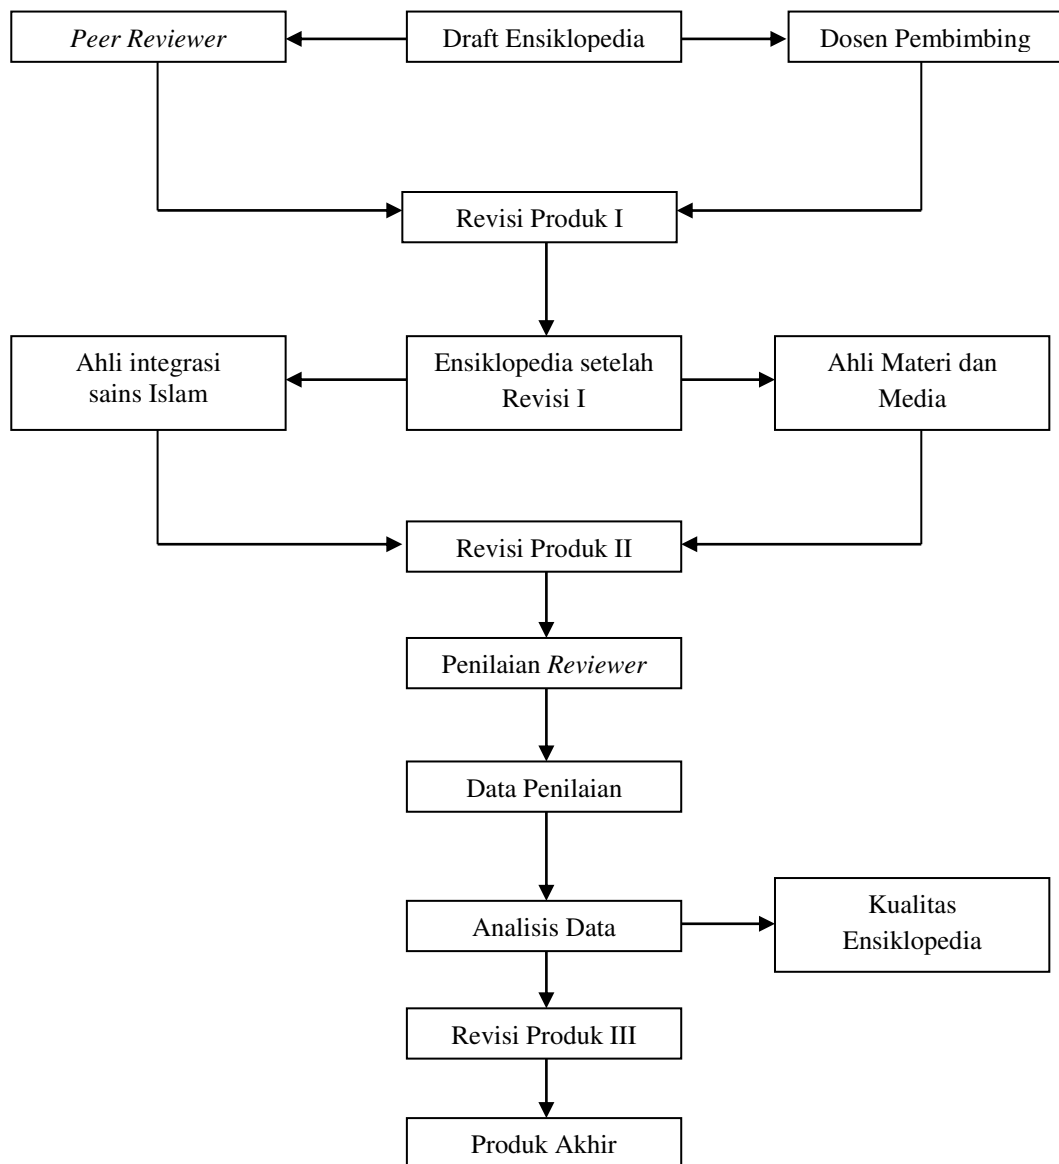 Peer Reviewer
Draft Ensiklopedia
Dosen Pembimbing
Revisi Produk I
Ahli integrasi
sains Islam
Ensiklopedia setelah
Revisi I
Ahli Materi dan
Media
Revisi Produk II
Penilaian Reviewer
Data Penilaian
Analisis Data
Kualitas
Ensiklopedia
Revisi Produk III
Produk Akhir